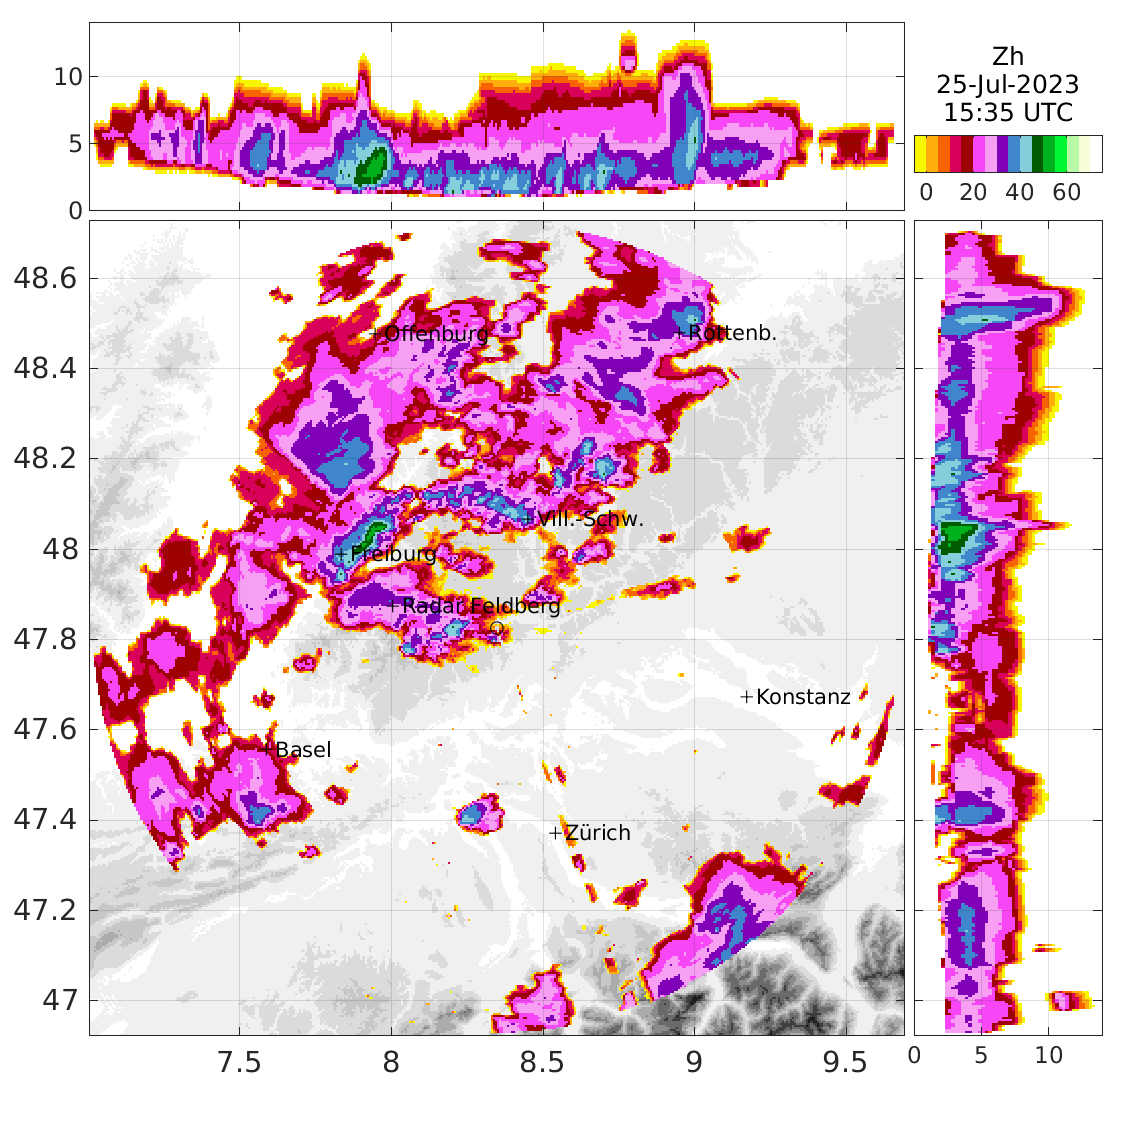 10
5
0
Zh
25-Jul-2023
15:35 UTC
0 20 40 60
48.6
48.4
48.2
48
47.8
47.6
47.4
47.2
47
+Offenburg
+Rottenb.
+Vill.-Schw.
+Freiburg
+Radar Feldberg
+Konstanz
+Basel
+Zürich
7.5 8 8.5 9 9.5
0 5 10